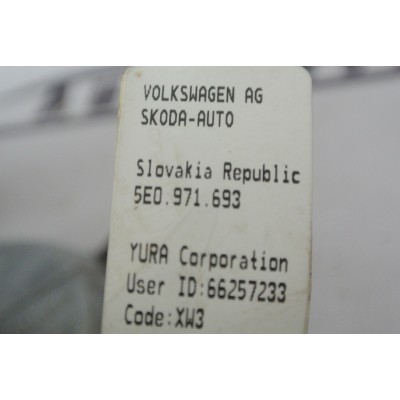 VOLKSWAGEN AG
SKODA-AUTO
Slovakia Republic
5E0.971.693
YURA Corporation
User ID:66257233
Code:XW3